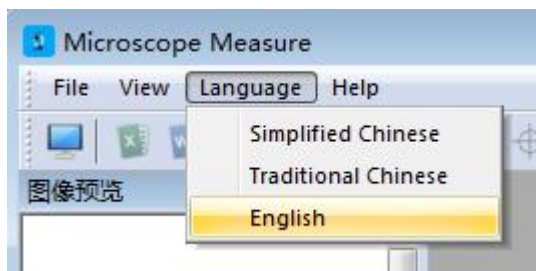 Microscope Measure
File View Language Help
Simplified Chinese
Traditional Chinese
图像预览
English